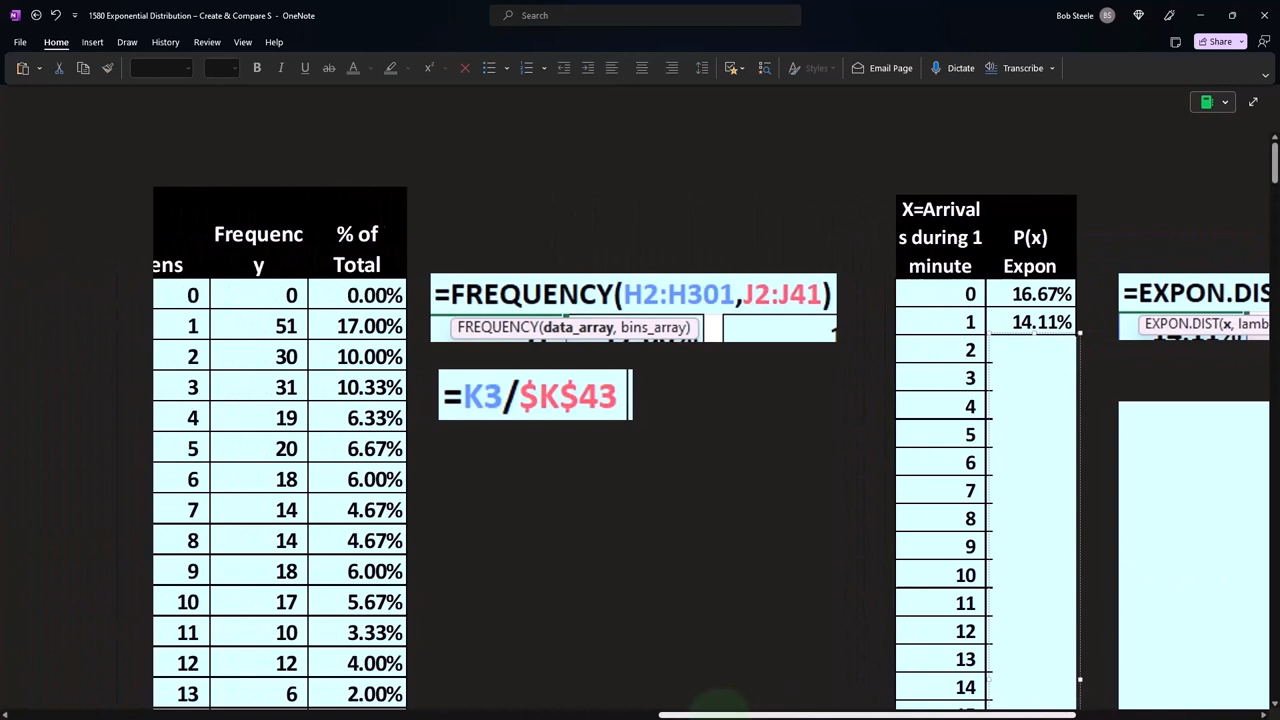 1580 Exponential Distribution – Create & Compare S - OneNote
Search
Bob Steele
BS
File Home Insert Draw History Review View Help
Share
Styles
Email Page
Dictate
Transcribe
ens
Frequenc
y
% of
Total
0 0 0.00%
1 51 17.00%
2 30 10.00%
3 31 10.33%
4 19 6.33%
5 20 6.67%
6 18 6.00%
7 14 4.67%
8 14 4.67%
9 18 6.00%
10 17 5.67%
11 10 3.33%
12 12 4.00%
13 6 2.00%
=FREQUENCY(H2:H301,J2:J41)
FREQUENCY(data_array, bins_array)
=K3/$K$43
X=Arrival
s during 1
minute
P(x)
Expon
0 16.67%
1 14.11%
2
3
4
5
6
7
8
9
10
11
12
13
14
=EXPON.DIS
EXPON.DIST(x, lamb